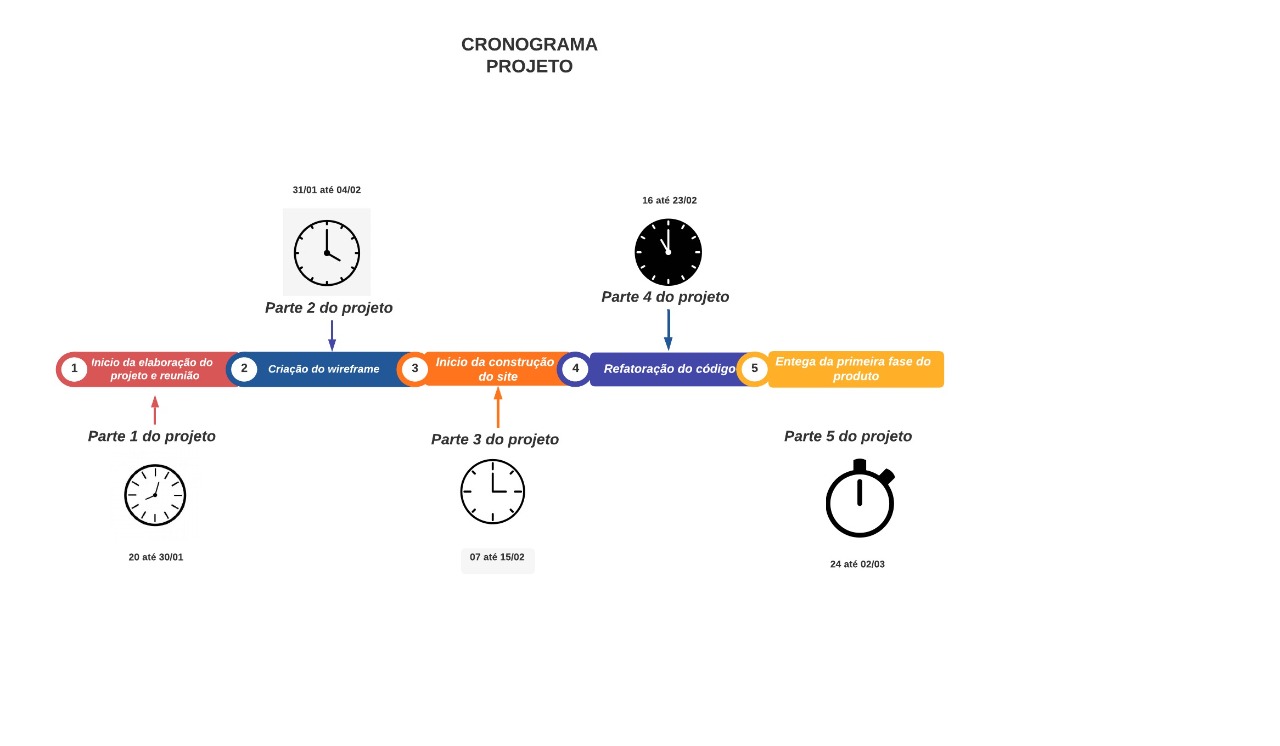 CRONOGRAMA
PROJETO
31/01 até 04/02
16 até 23/02
Parte 2 do projeto
Parte 4 do projeto
1
Inicio da elaboração do
projeto e reunião
2
Criação do wireframe
3
Inicio da construção
do site
4
Refatoração do código
5
Entega da primeira fase do
produto
Parte 1 do projeto
Parte 3 do projeto
Parte 5 do projeto
20 até 30/01
07 até 15/02
24 até 02/03